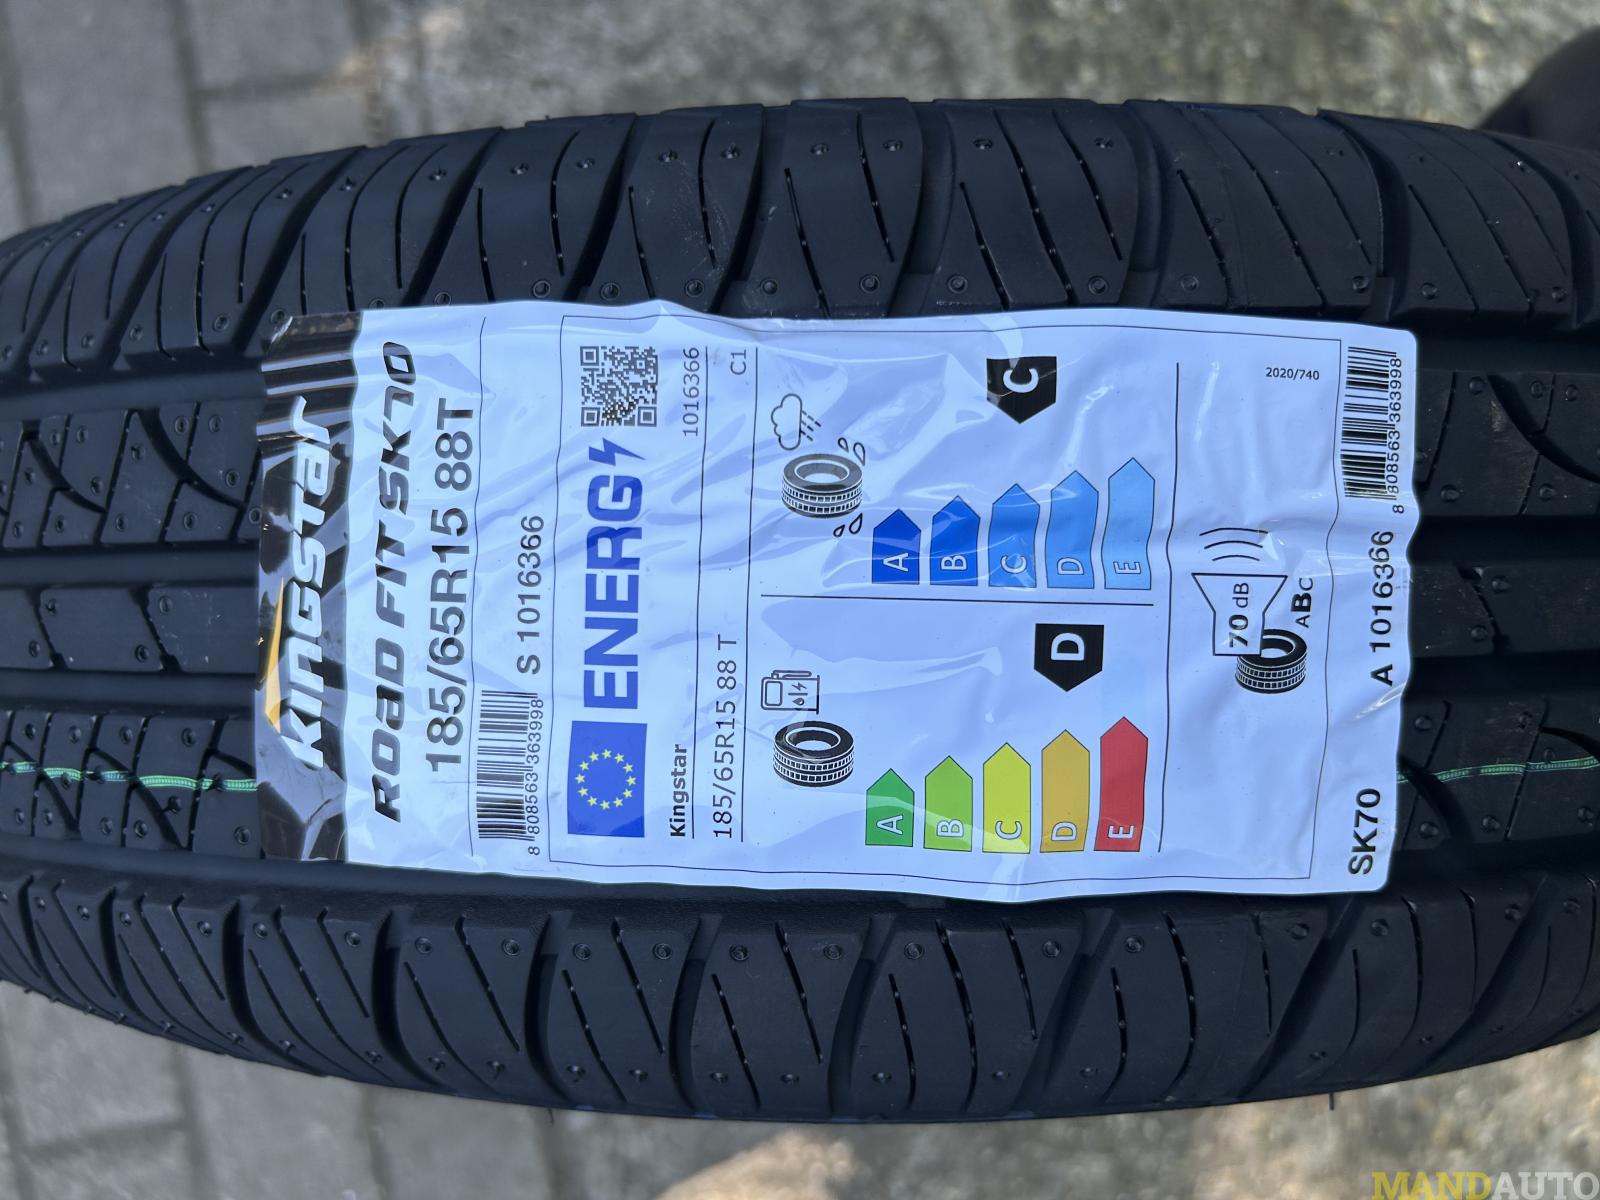 Kingstar
ROAD FIT SK70
185/65R15 88T
S 1016366
8 808563 363998
ENERG
Kingstar
1016366
185/65R15 88 T
C1
A
B
C
D
E
D
A
B
C
D
E
C
70 dB
ABC
2020/740
8 808563 363998
SK70
A 1016366
MANDAUTO